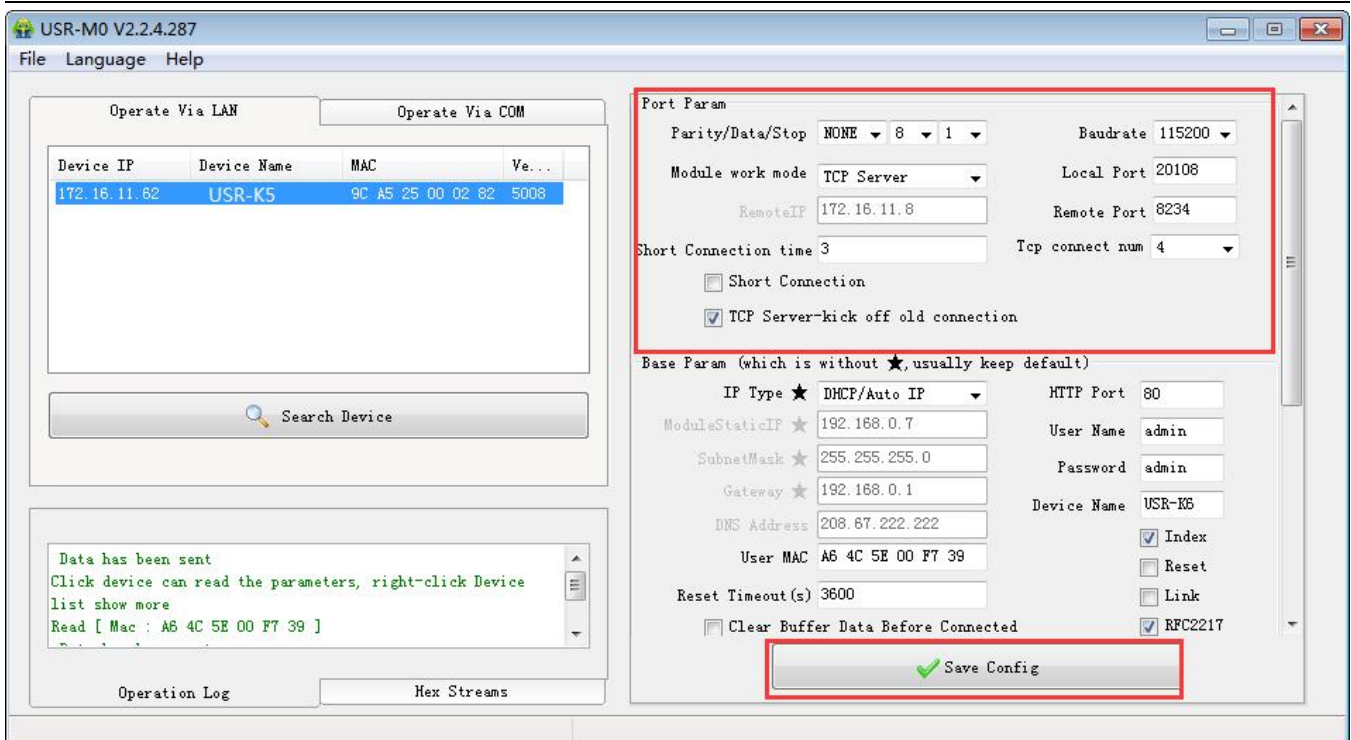 USR-M0 V2.2.4.287
File Language Help
Operate Via LAN Operate Via COM
Device IP Device Name MAC Ve...
172.16.11.62 USR-K5 9C A5 25 00 02 82 5008
Search Device
Data has been sent
Click device can read the parameters, right-click Device
list show more
Read [ Mac : A6 4C 5E 00 F7 39 ]
Operation Log Hex Streams
Port Param
Parity/Data/Stop NONE 8 1 Baudrate 115200
Module work mode TCP Server Local Port 20108
RemoteIP 172.16.11.8 Remote Port 8234
Short Connection time 3 Tcp connect num 4
Short Connection
TCP Server-kick off old connection
Base Param (which is without ★,usually keep default)
IP Type ★ DHCP/Auto IP HTTP Port 80
ModuleStaticIP ★ 192.168.0.7 User Name admin
SubnetMask ★ 255.255.255.0 Password admin
Gateway ★ 192.168.0.1 Device Name USR-K6
DNS Address 208.67.222.222 Index
User MAC A6 4C 5E 00 F7 39 Reset
Reset Timeout(s) 3600 Link
Clear Buffer Data Before Connected RFC2217
Save Config